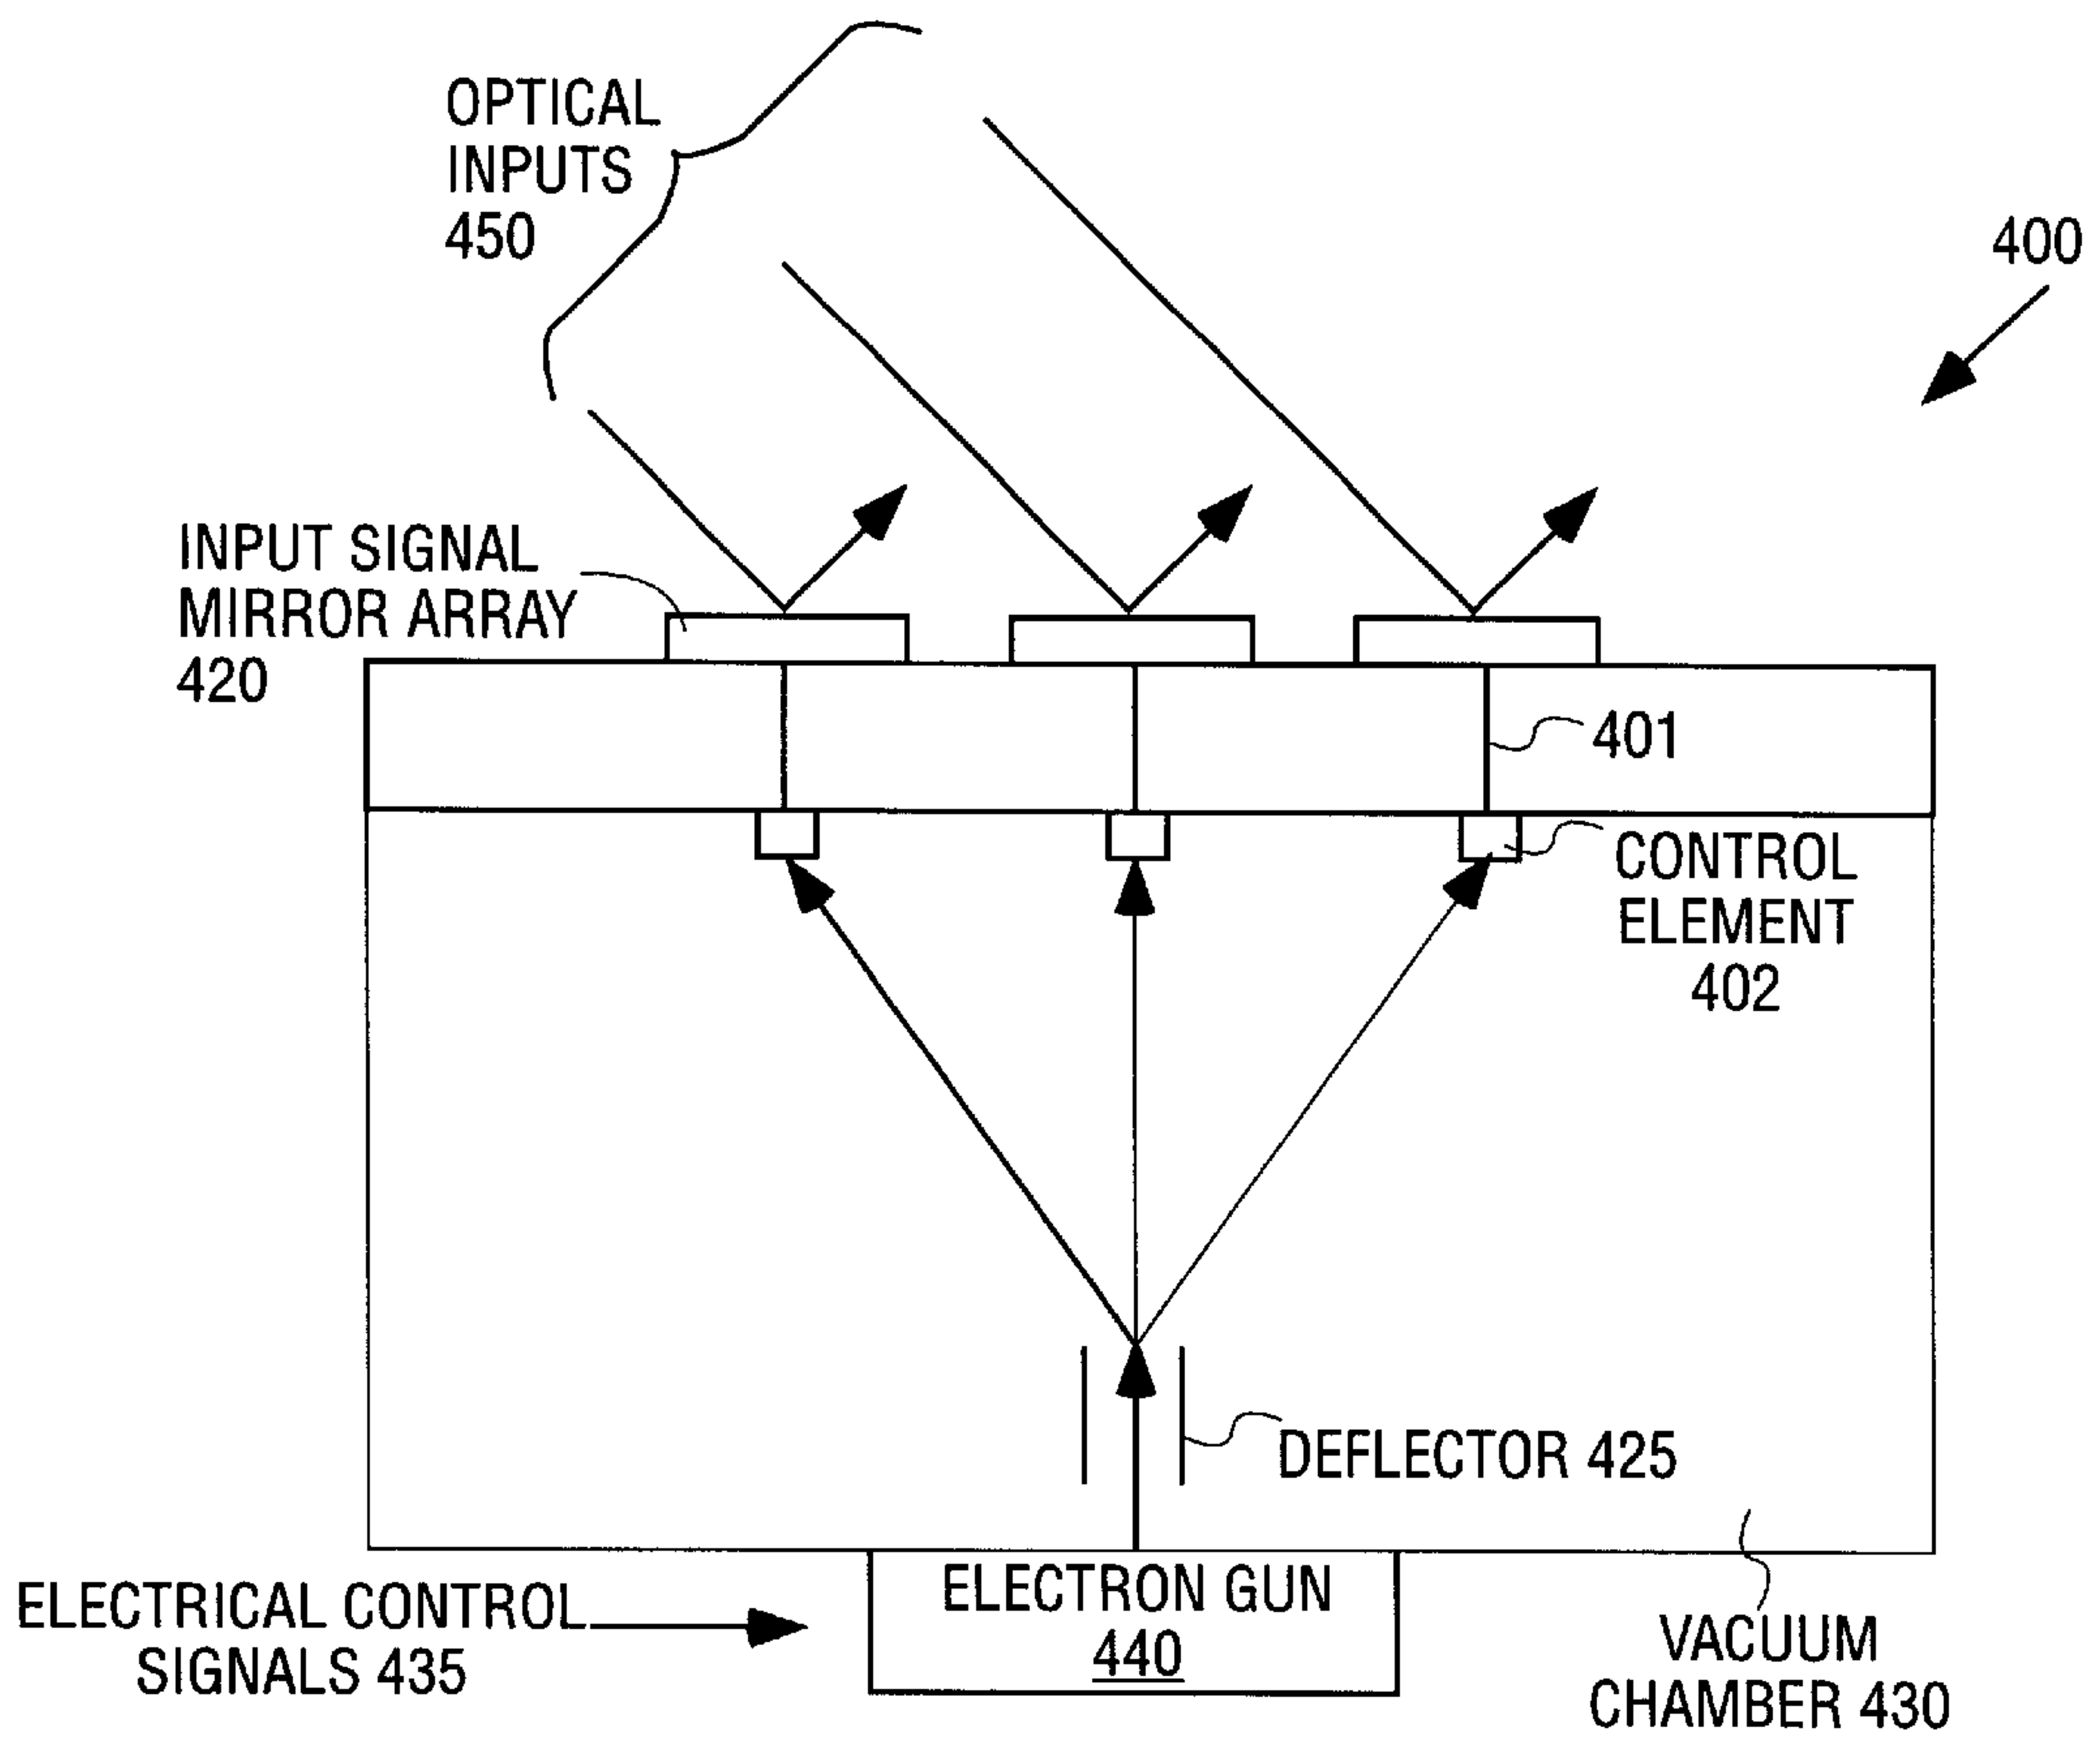 OPTICAL
INPUTS
450
400
INPUT SIGNAL
MIRROR ARRAY
420
401
CONTROL
ELEMENT
402
DEFLECTOR 425
ELECTRON GUN
440
ELECTRICAL CONTROL
SIGNALS 435
VACUUM
CHAMBER 430